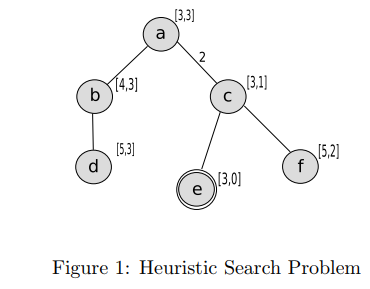 a [3,3]
2
b [4,3] c [3,1]
d [5,3] e [3,0] f [5,2]
Figure 1: Heuristic Search Problem